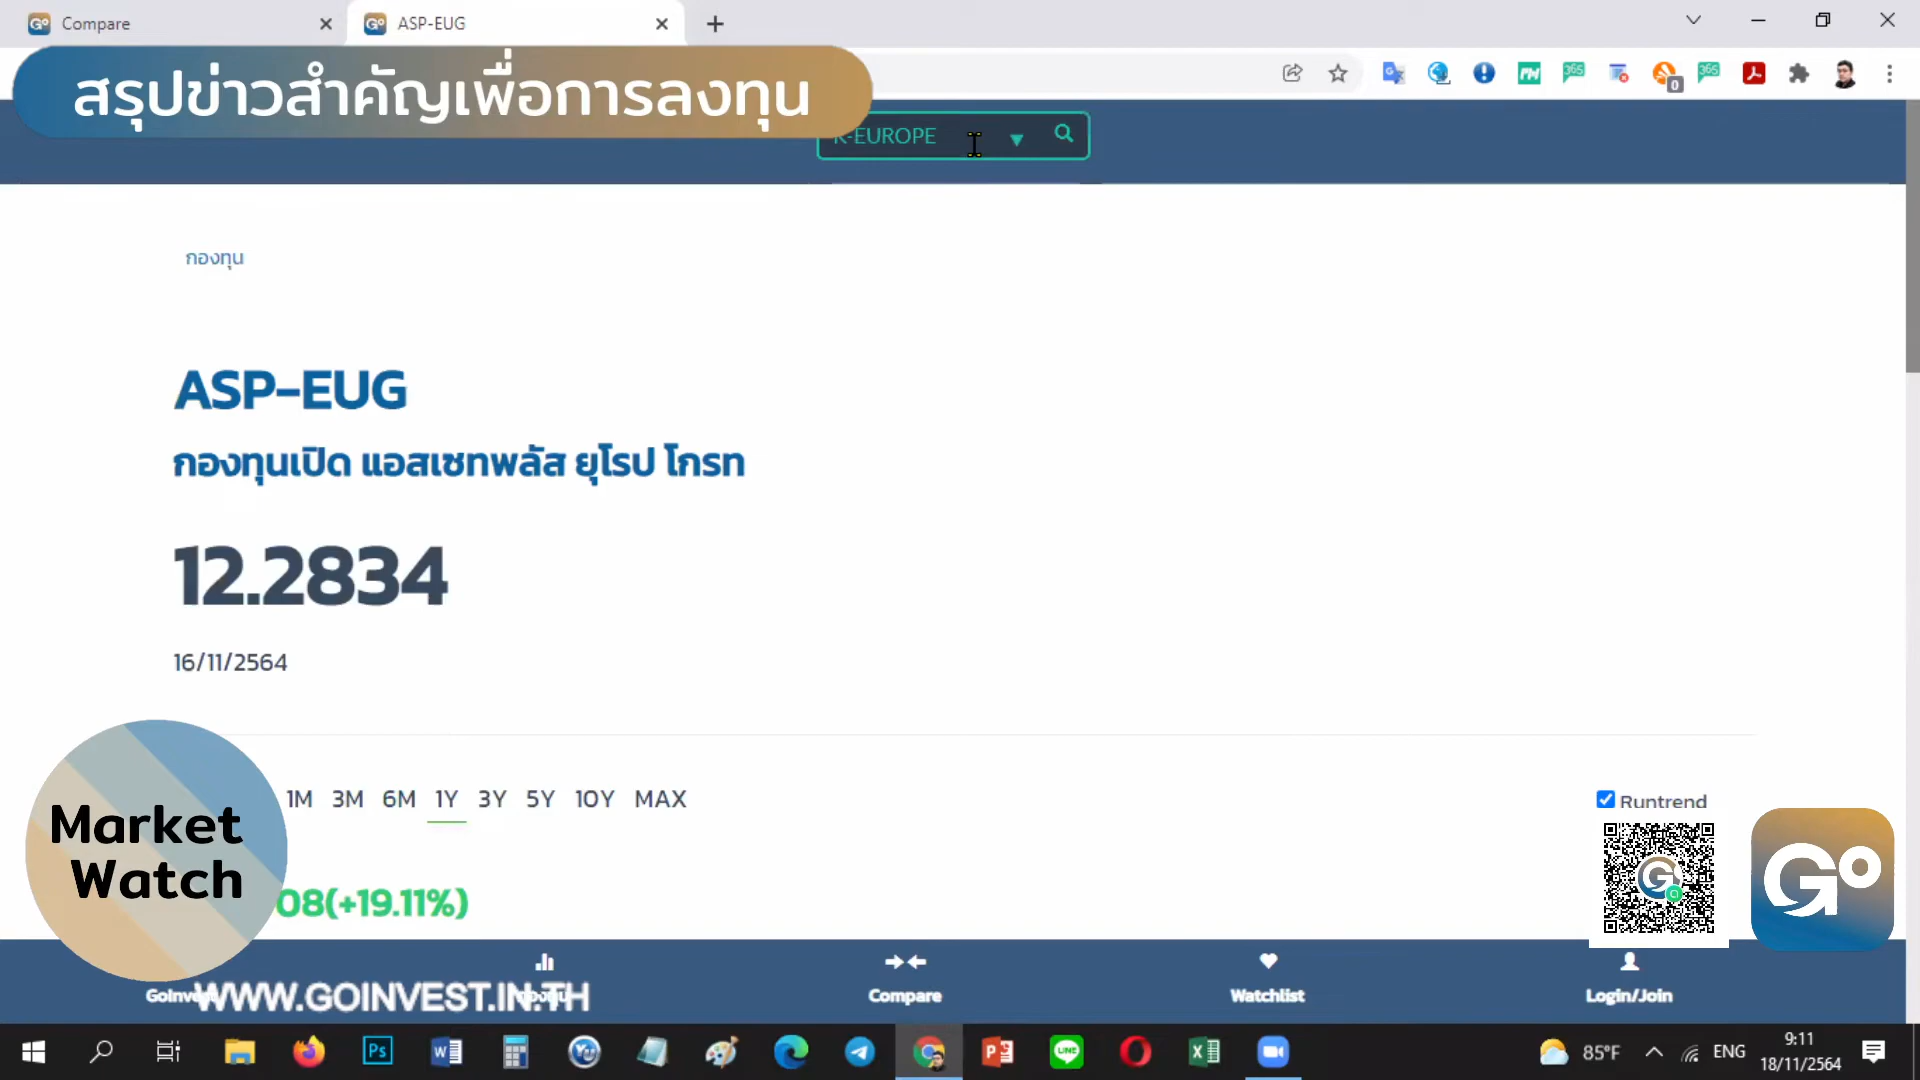 Compare
ASP-EUG
สรุปข่าวสำคัญเพื่อการลงทุน
K-EUROPE
กองทุน
ASP-EUG
กองทุนเปิด แอสเซทพลัส ยุโรป โกรท
12.2834
16/11/2564
1M 3M 6M 1Y 3Y 5Y 10Y MAX
Runtrend
Market
Watch
08(+19.11%)
Go
WWW.GOINVEST.IN.TH
Compare
Watchlist
Login/Join
85°F
ENG
9:11
18/11/2564